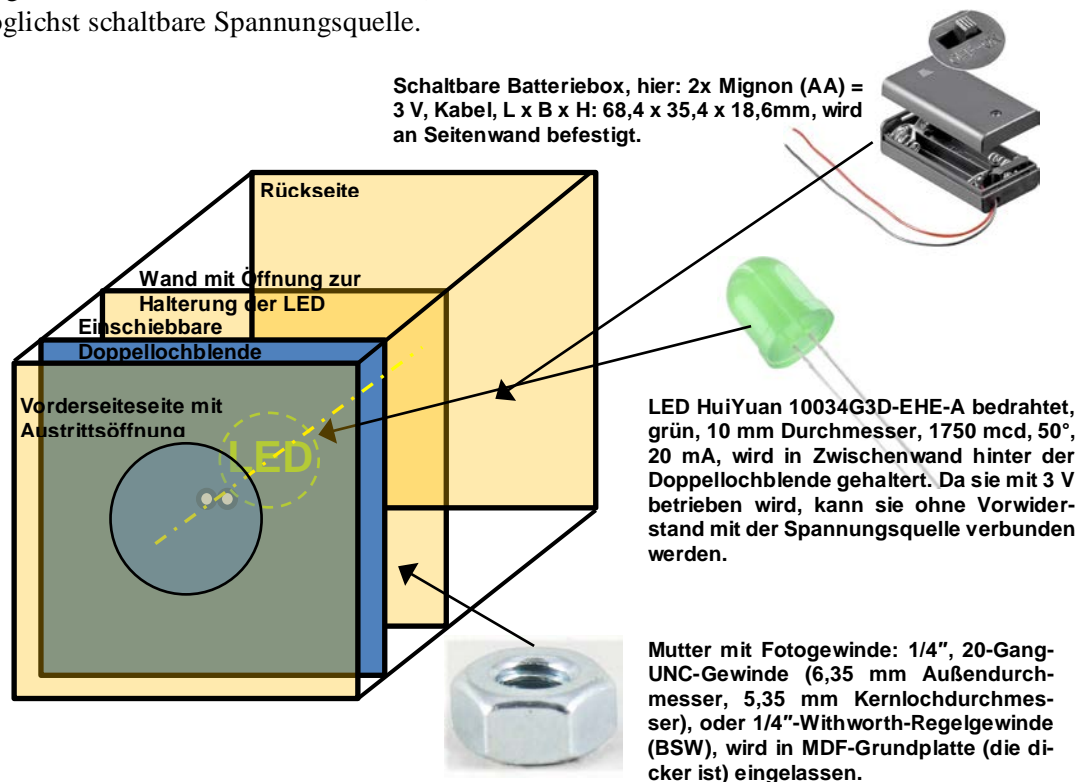 öglichst schaltbare Spannungsquelle.
Schaltbare Batteriebox, hier: 2x Mignon (AA) =
3 V, Kabel, L x B x H: 68,4 x 35,4 x 18,6mm, wird
an Seitenwand befestigt.
Rückseite
Wand mit Öffnung zur
Halterung der LED
Einschiebbare
Doppellochblende
Vorderseiteseite mit
Austrittsöffnung
LED
LED HuiYuan 10034G3D-EHE-A bedrahtet,
grün, 10 mm Durchmesser, 1750 mcd, 50°,
20 mA, wird in Zwischenwand hinter der
Doppellochblende gehaltert. Da sie mit 3 V
betrieben wird, kann sie ohne Vorwider-
stand mit der Spannungsquelle verbunden
werden.
Mutter mit Fotogewinde: 1/4″, 20-Gang-
UNC-Gewinde (6,35 mm Außendurch-
messer, 5,35 mm Kernlochdurchmes-
ser), oder 1/4″-Withworth-Regelgewinde
(BSW), wird in MDF-Grundplatte (die di-
cker ist) eingelassen.